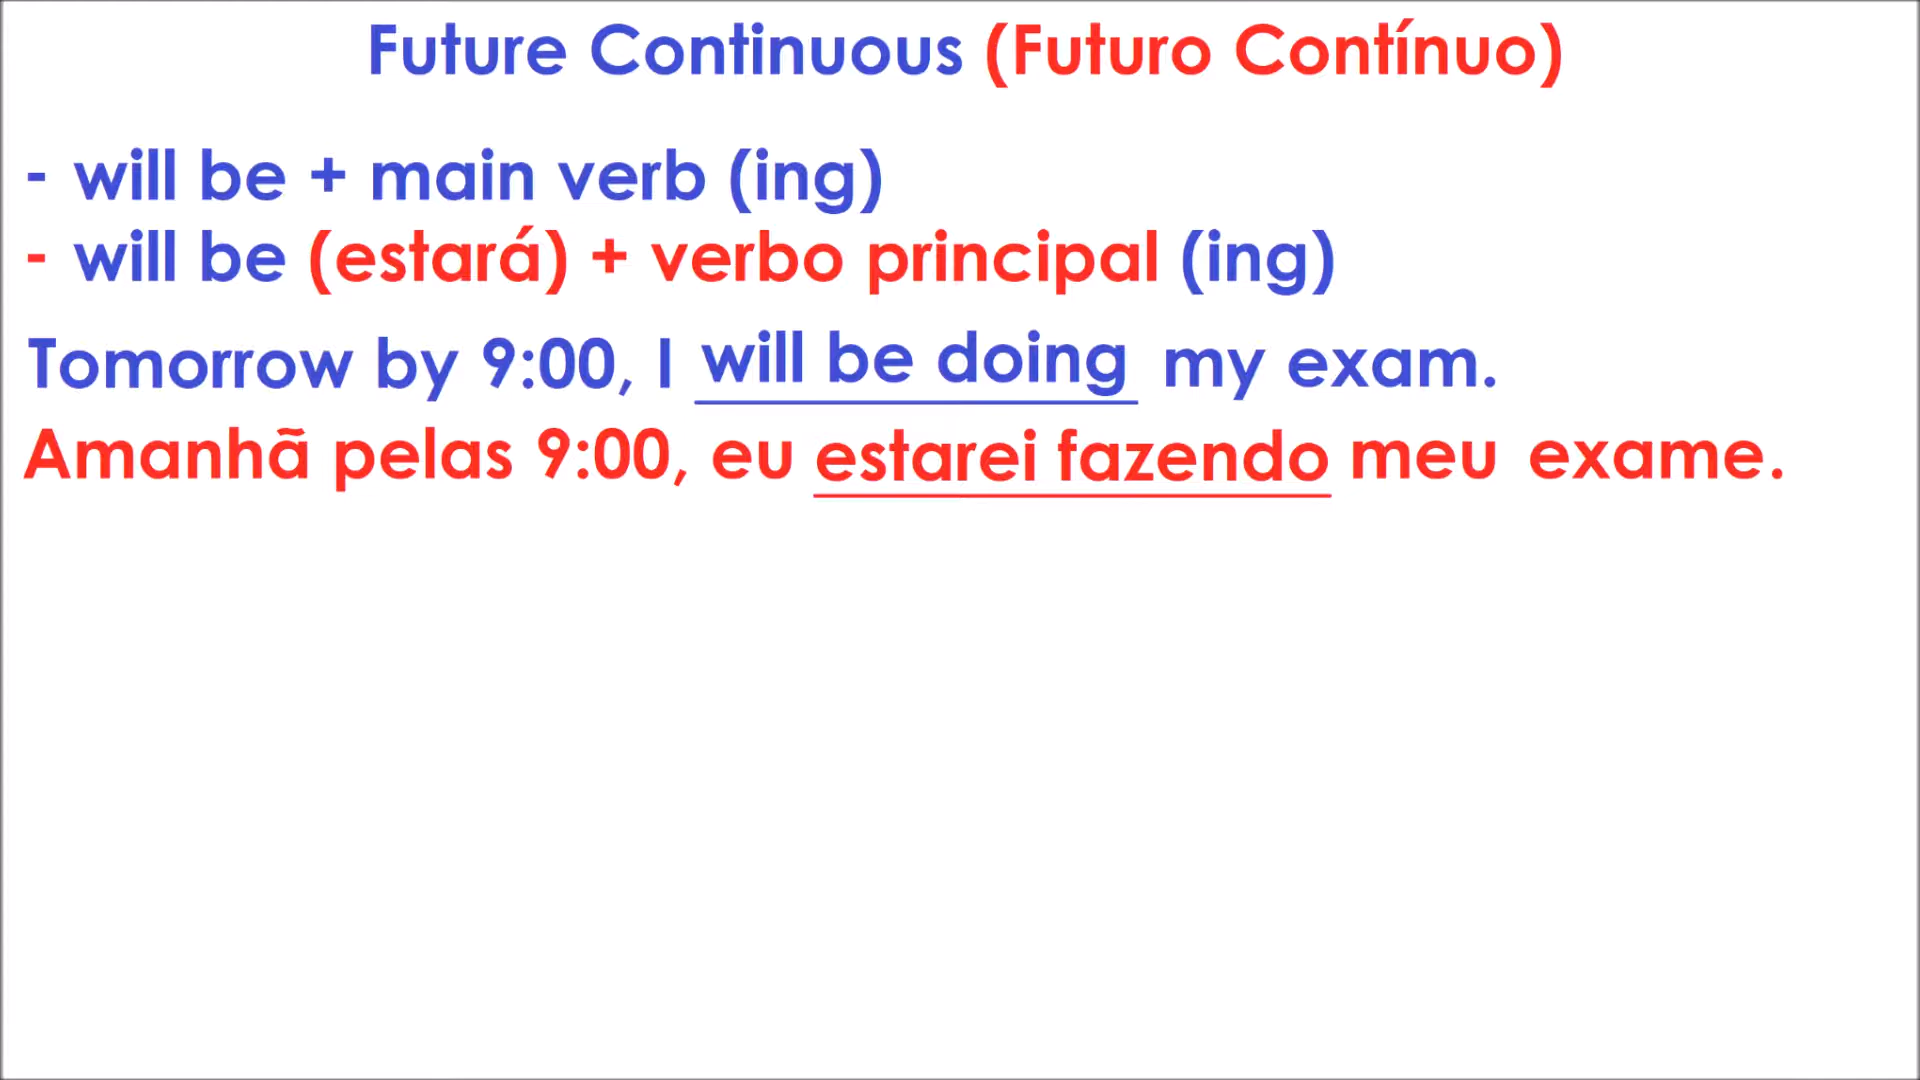 Future Continuous (Futuro Contínuo)
- will be + main verb (ing)
- will be (estará) + verbo principal (ing)
Tomorrow by 9:00, I will be doing my exam.
Amanhã pelas 9:00, eu estarei fazendo meu exame.